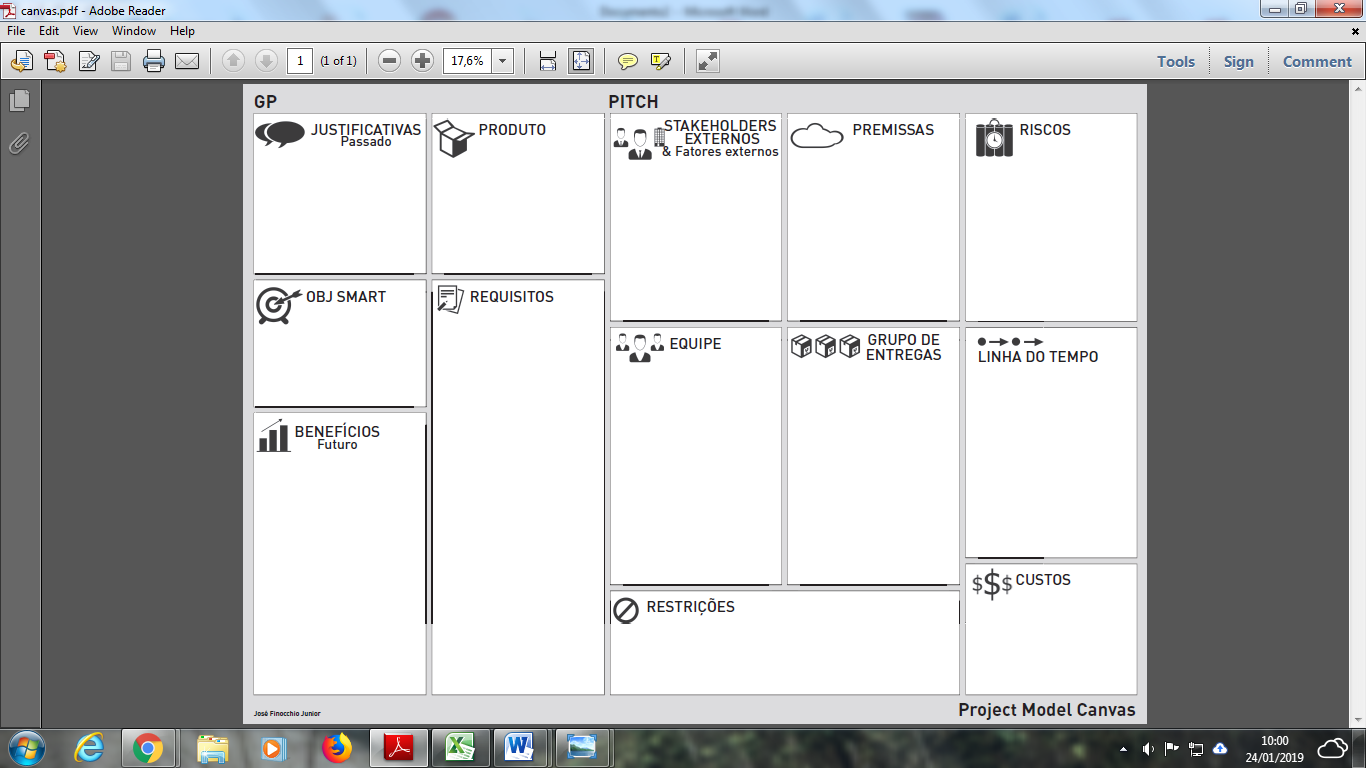 canvas.pdf - Adobe Reader
File Edit View Window Help
1 (1 of 1) 17,6% Tools Sign Comment
GP PITCH
JUSTIFICATIVAS
Passado
PRODUTO
STAKEHOLDERS
EXTERNOS
& Fatores externos
PREMISSAS
RISCOS
OBJ SMART
REQUISITOS
EQUIPE
GRUPO DE
ENTREGAS
LINHA DO TEMPO
BENEFÍCIOS
Futuro
RESTRIÇÕES
$$$ CUSTOS
José Finocchio Junior
Project Model Canvas
10:00
24/01/2019